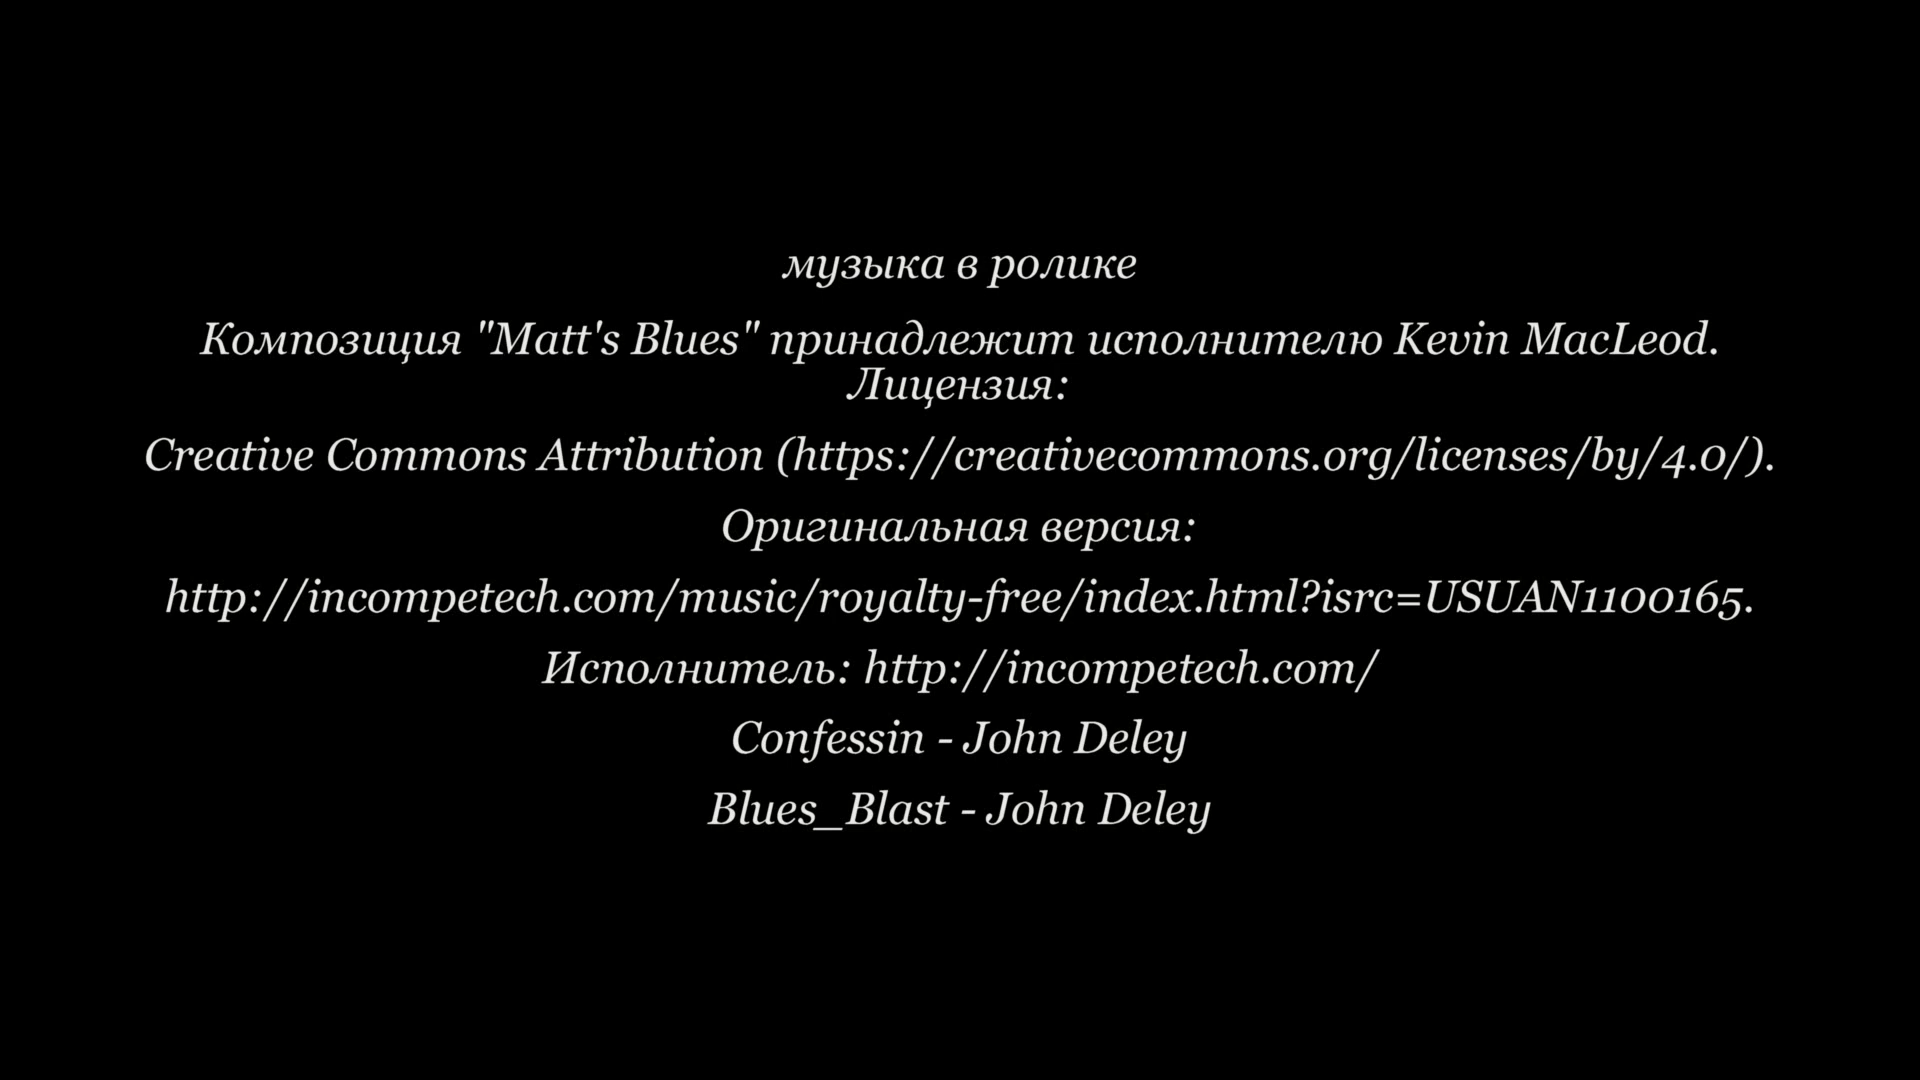 музыка в ролике
Композиция "Matt's Blues" принадлежит исполнителю Kevin MacLeod.
Лицензия:
Creative Commons Attribution (https://creativecommons.org/licenses/by/4.0/).
Оригинальная версия:
http://incompetech.com/music/royalty-free/index.html?isrc=USUAN1100165.
Исполнитель: http://incompetech.com/
Confessin - John Deley
Blues_Blast - John Deley